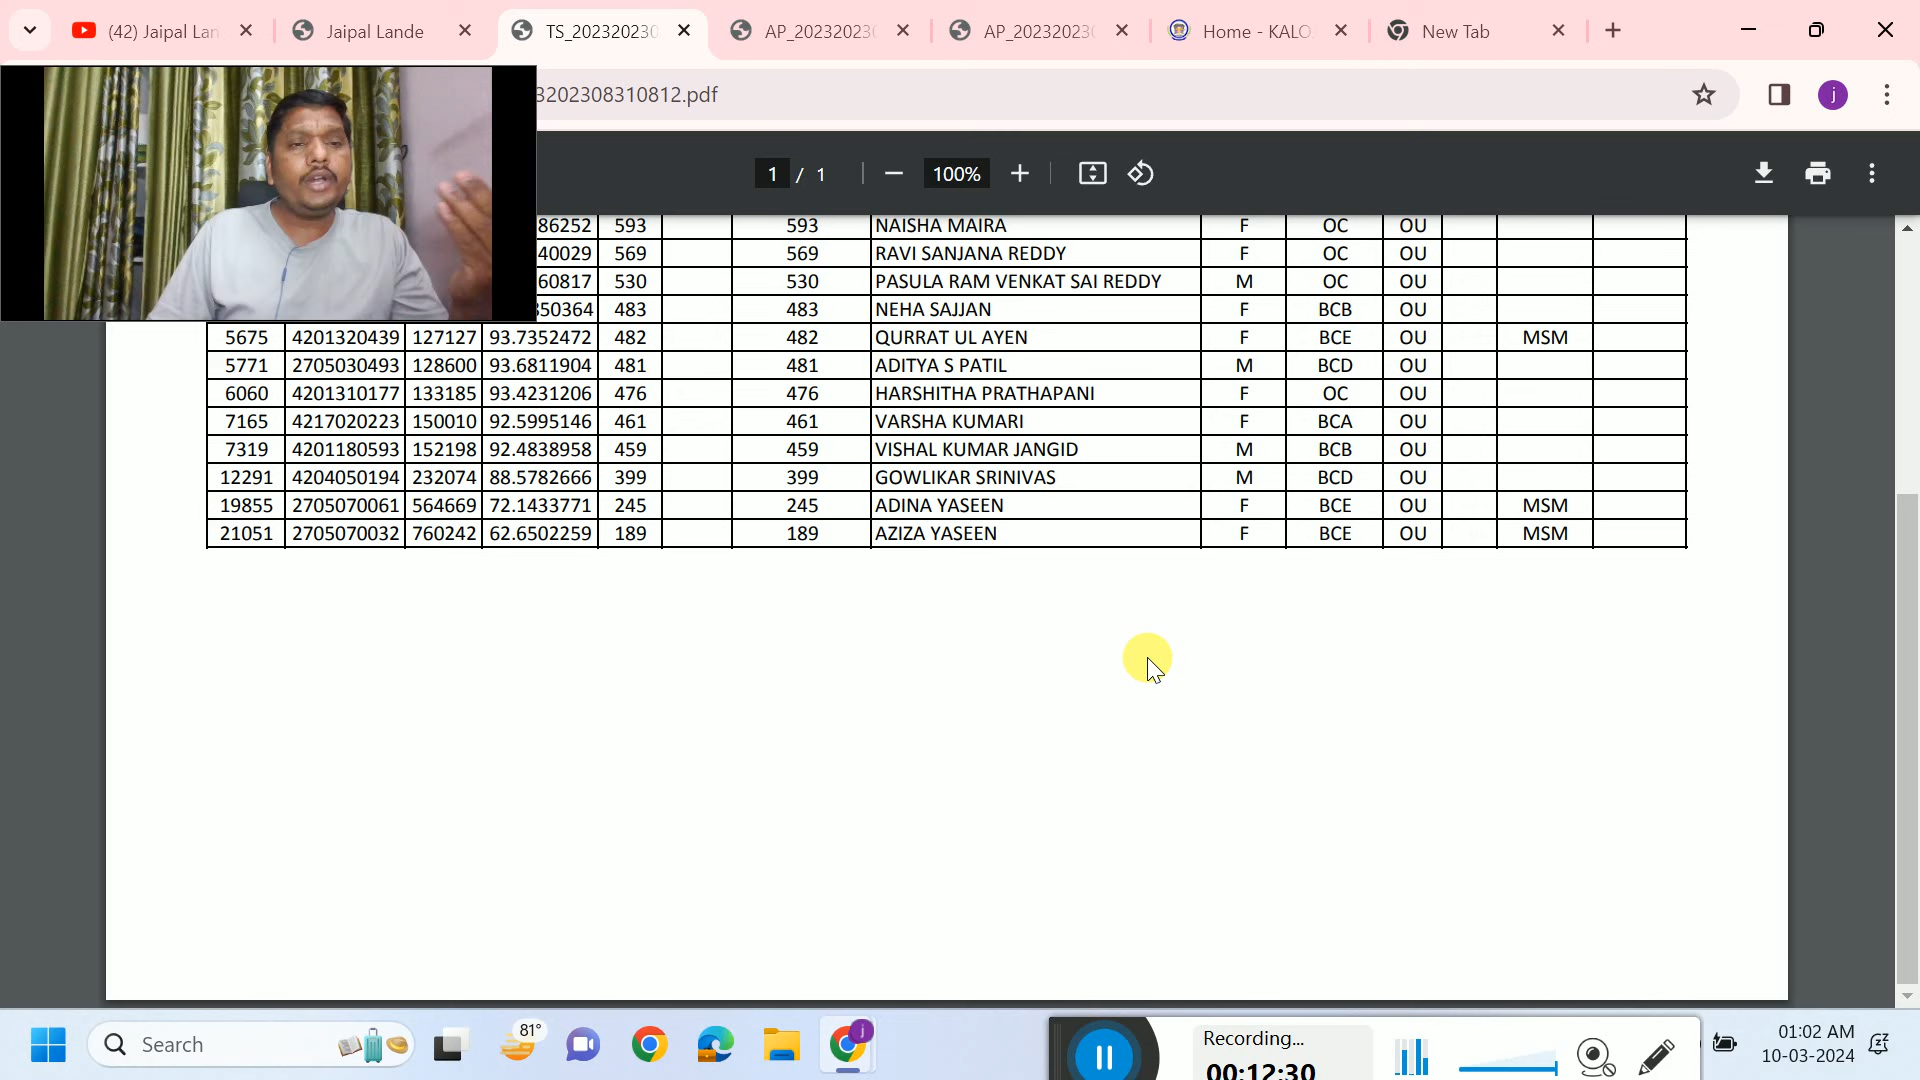 (42) Jaipal Lan
Jaipal Lande
TS_202320230
AP_202320230
AP_202320230
Home - KALO
New Tab
3202308310812.pdf
j
1 / 1
100%
86252 593 593 NAISHA MAIRA F OC OU
40029 569 569 RAVI SANJANA REDDY F OC OU
60817 530 530 PASULA RAM VENKAT SAI REDDY M OC OU
350364 483 483 NEHA SAJJAN F BCB OU
5675 4201320439 127127 93.7352472 482 482 QURRAT UL AYEN F BCE OU MSM
5771 2705030493 128600 93.6811904 481 481 ADITYA S PATIL M BCD OU
6060 4201310177 133185 93.4231206 476 476 HARSHITHA PRATHAPANI F OC OU
7165 4217020223 150010 92.5995146 461 461 VARSHA KUMARI F BCA OU
7319 4201180593 152198 92.4838958 459 459 VISHAL KUMAR JANGID M BCB OU
12291 4204050194 232074 88.5782666 399 399 GOWLIKAR SRINIVAS M BCD OU
19855 2705070061 564669 72.1433771 245 245 ADINA YASEEN F BCE OU MSM
21051 2705070032 760242 62.6502259 189 189 AZIZA YASEEN F BCE OU MSM
Search
81°
j
Recording...
00:12:30
01:02 AM
10-03-2024